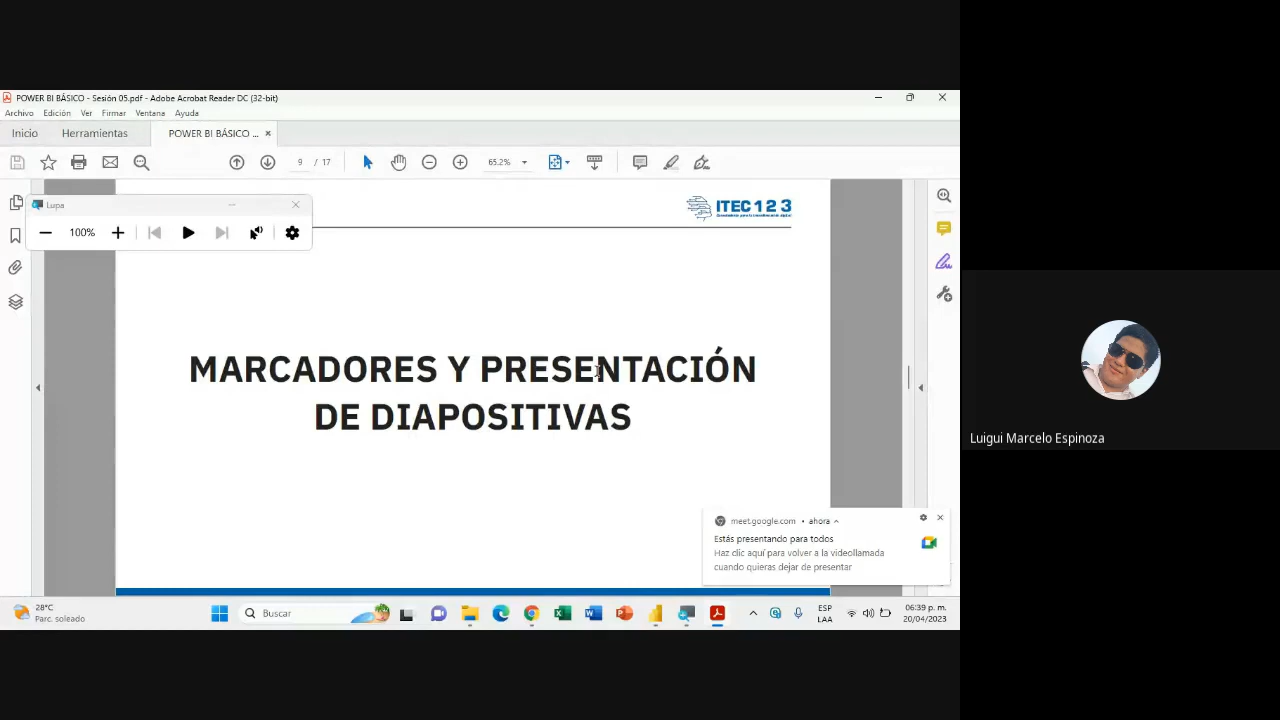 POWER BI BÁSICO - Sesión 05.pdf - Adobe Acrobat Reader DC (32-bit)
Archivo Edición Ver Firmar Ventana Ayuda
Inicio Herramientas POWER BI BÁSICO ... ×
9 / 17 65.2%
Lupa
100%
ITEC 1 2 3
MARCADORES Y PRESENTACIÓN
DE DIAPOSITIVAS
Luigui Marcelo Espinoza
meet.google.com • ahora
Estás presentando para todos
Haz clic aquí para volver a la videollamada
cuando quieras dejar de presentar
28°C
Parc. soleado
Buscar
ESP
LAA
06:39 p. m.
20/04/2023